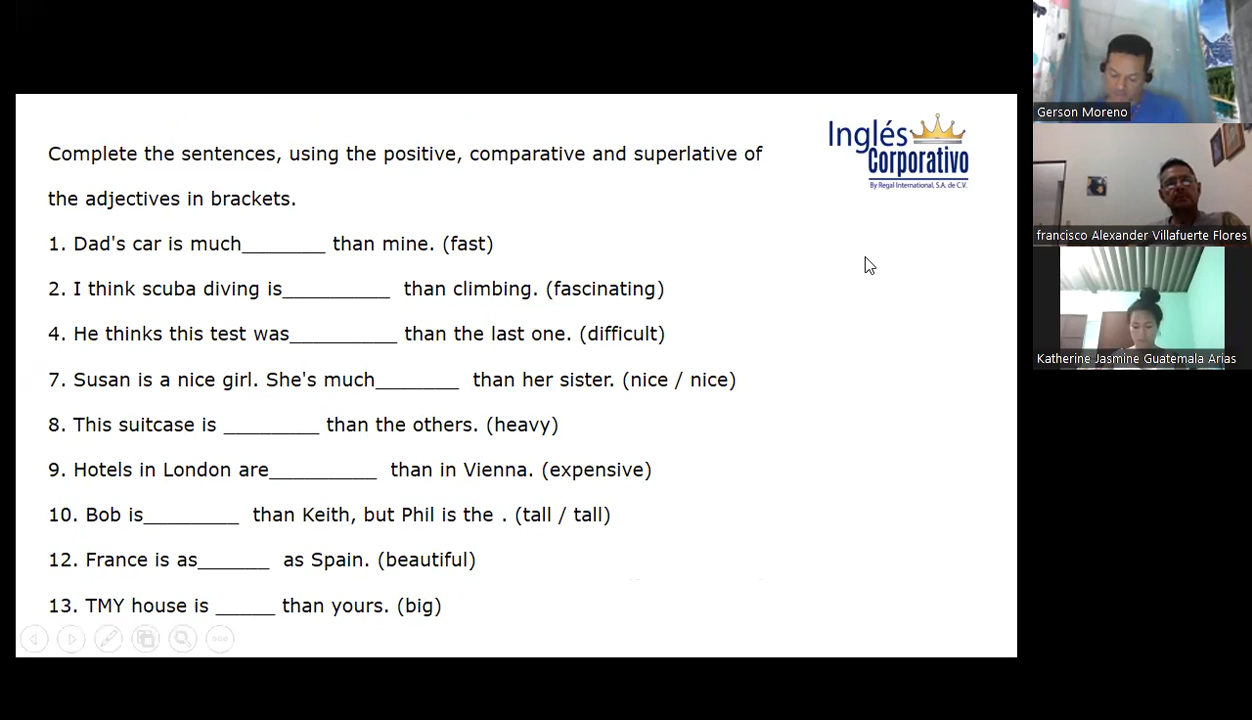 Complete the sentences, using the positive, comparative and superlative of
the adjectives in brackets.
1. Dad's car is much________ than mine. (fast)
2. I think scuba diving is__________ than climbing. (fascinating)
4. He thinks this test was__________ than the last one. (difficult)
7. Susan is a nice girl. She's much_______ than her sister. (nice / nice)
8. This suitcase is _________ than the others. (heavy)
9. Hotels in London are__________ than in Vienna. (expensive)
10. Bob is_________ than Keith, but Phil is the . (tall / tall)
12. France is as_______ as Spain. (beautiful)
13. TMY house is _____ than yours. (big)
Inglés
Corporativo
By Regal International, S.A. de C.V.
Gerson Moreno
francisco Alexander Villafuerte Flores
Katherine Jasmine Guatemala Arias